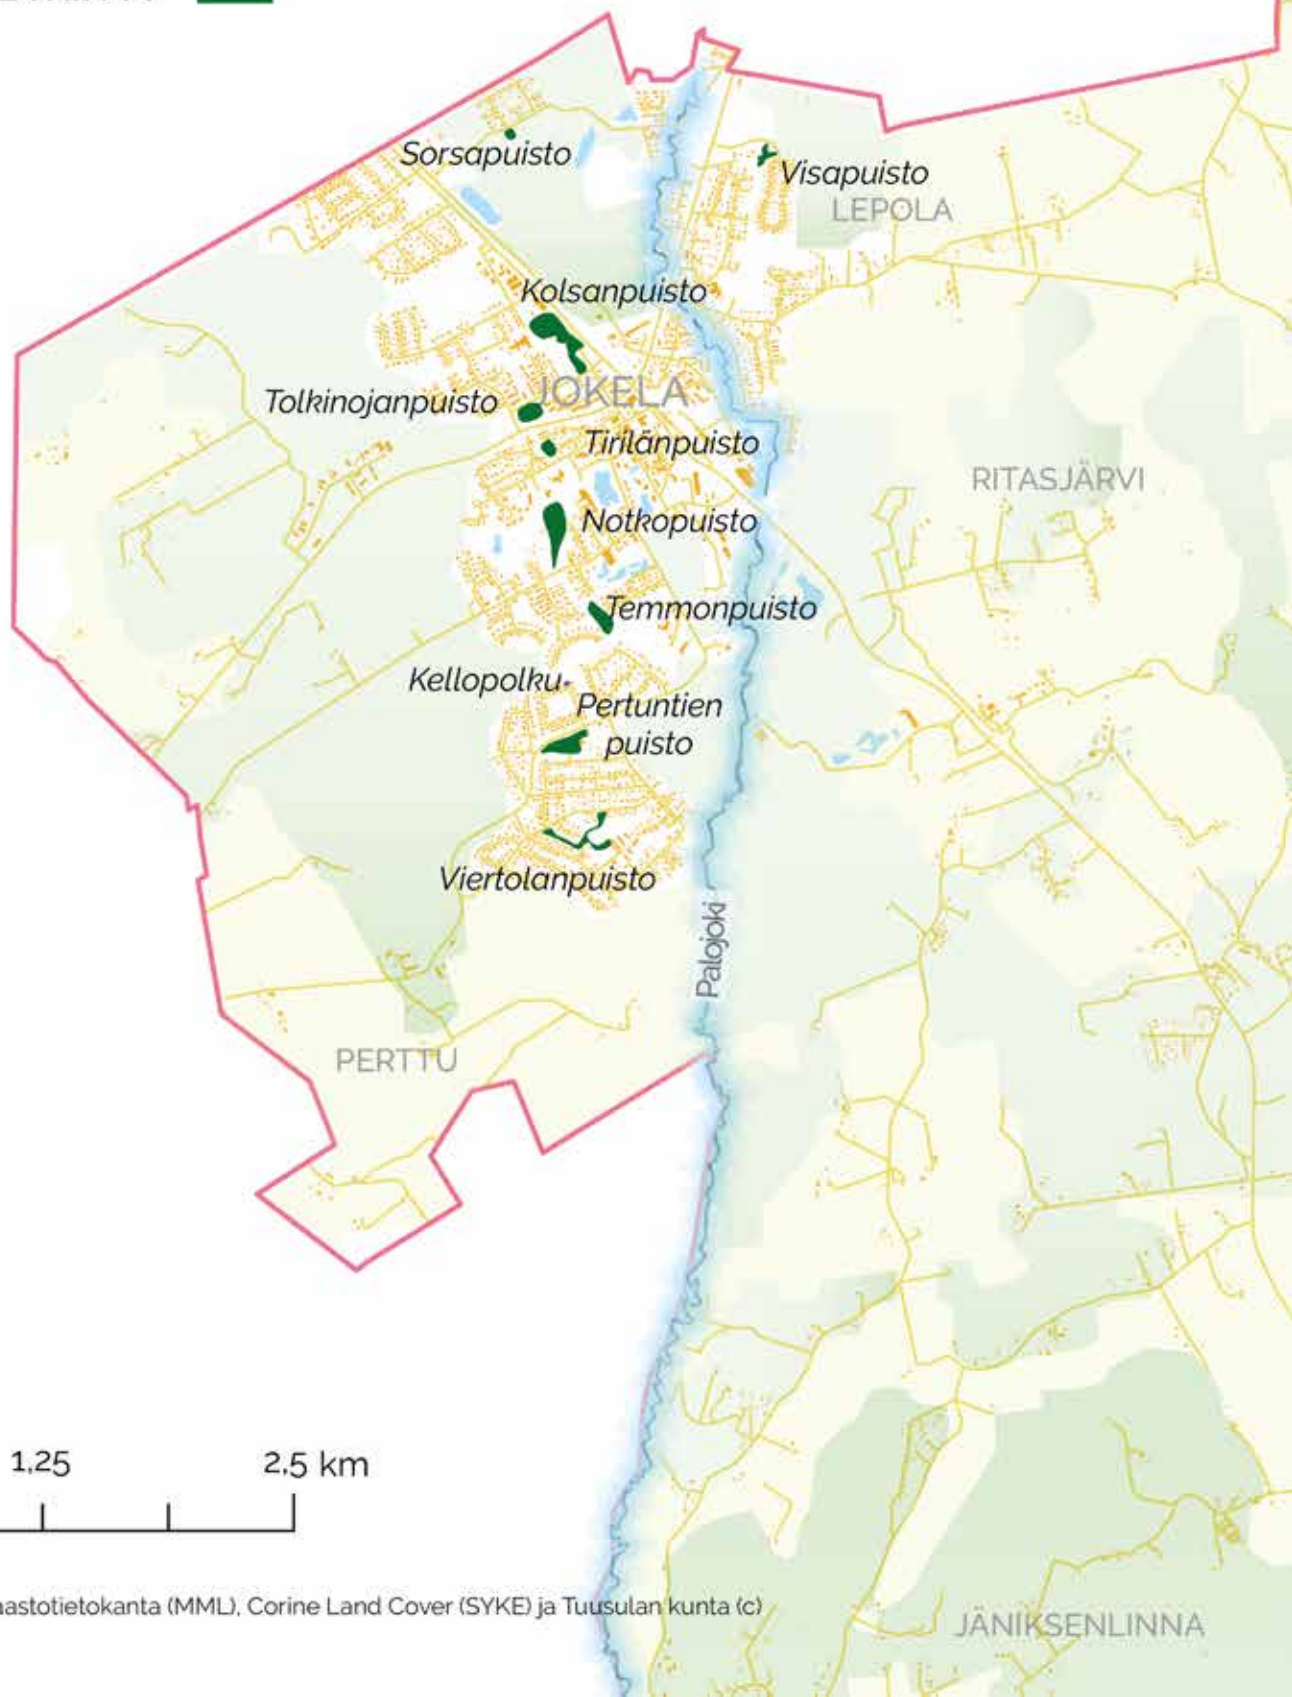 Sorsapuisto
Visapuisto
LEPOLA
Kolsanpuisto
JOKELA
Tolkinojanpuisto
Tirilänpuisto
RITASJÄRVI
Notkopuisto
Temmonpuisto
Kellopolku
Pertuntien
puisto
Viertolanpuisto
Palojoki
PERTTU
1,25 2,5 km
aastotietokanta (MML), Corine Land Cover (SYKE) ja Tuusulan kunta (c)
JÄNIKSENLINNA